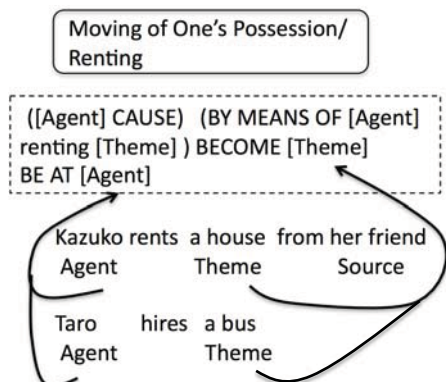 Moving of One's Possession/
Renting
([Agent] CAUSE) (BY MEANS OF [Agent]
renting [Theme] ) BECOME [Theme]
BE AT [Agent]
Kazuko rents a house from her friend
Agent Theme Source
Taro hires a bus
Agent Theme